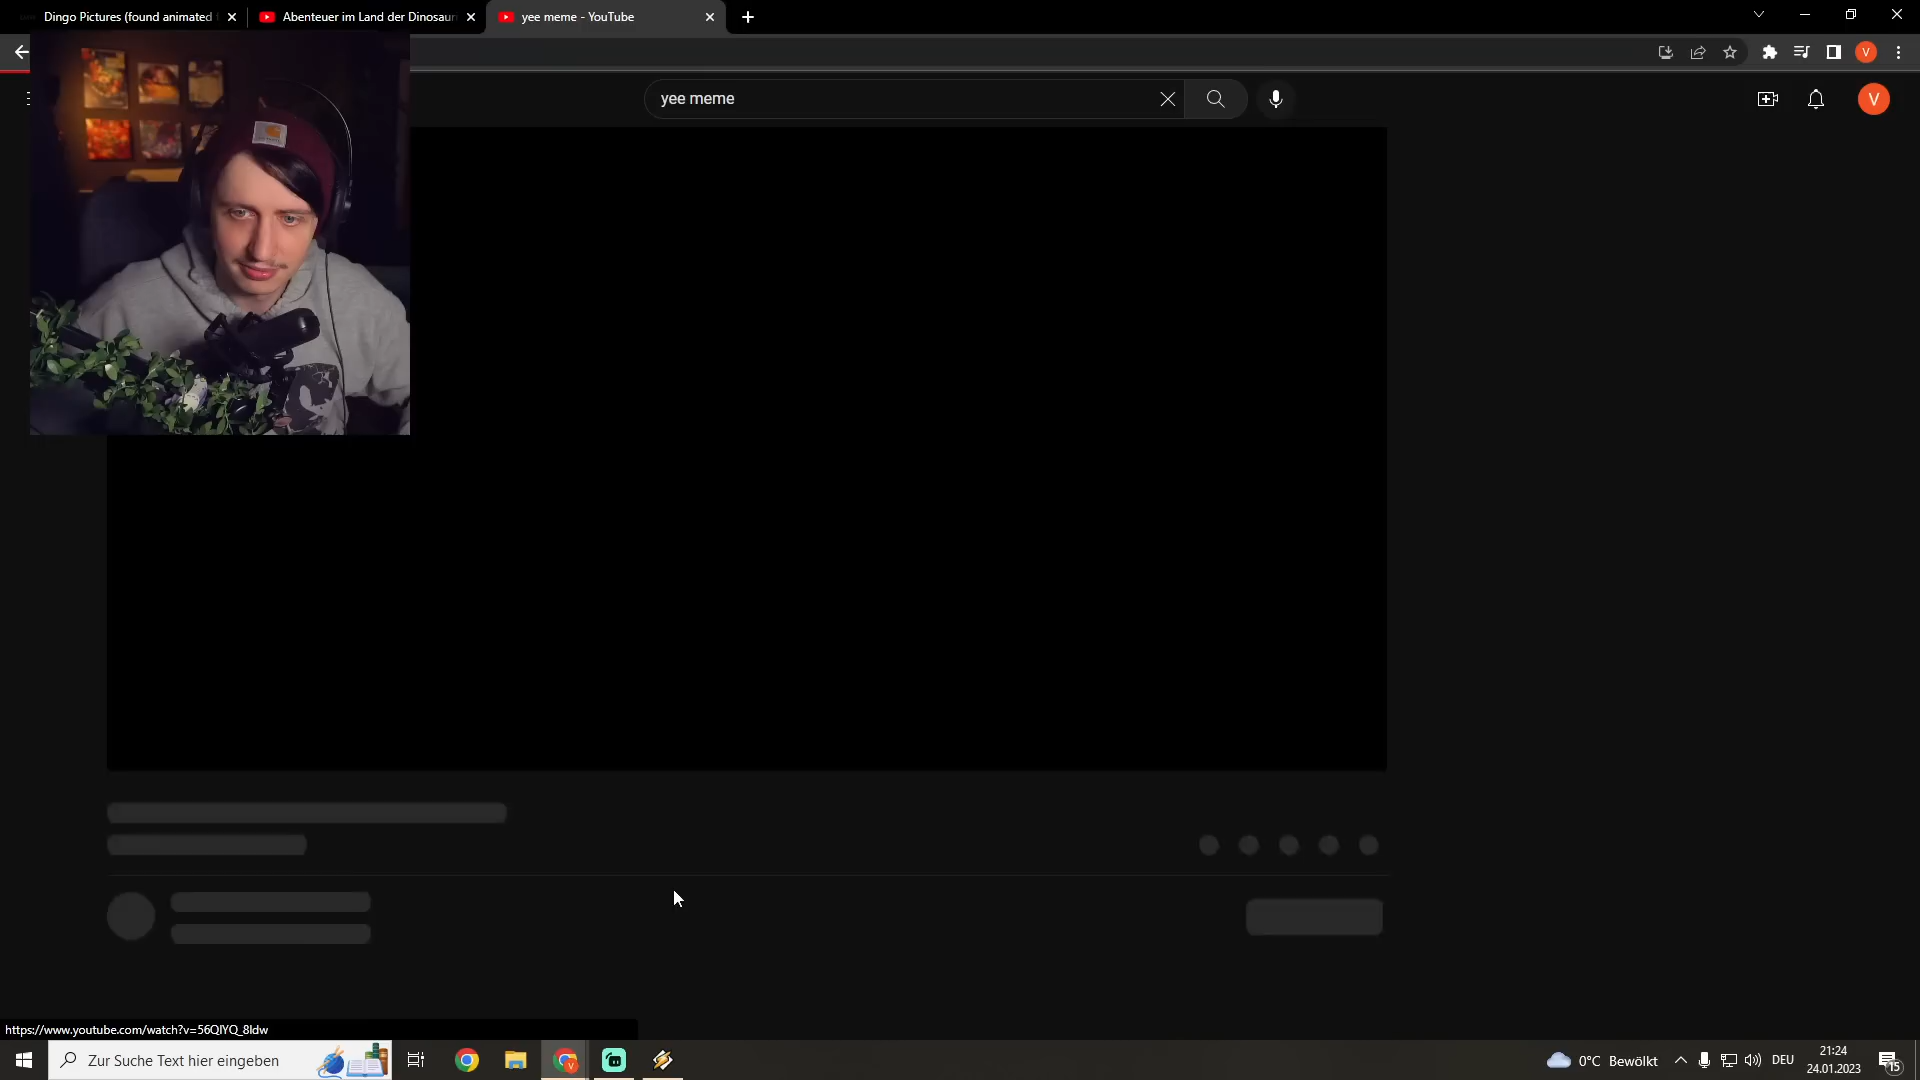 Dingo Pictures (found animated
Abenteuer im Land der Dinosaur
yee meme - YouTube
V
yee meme
V
https://www.youtube.com/watch?v=56QIYQ_8ldw
Zur Suche Text hier eingeben
V
0°C Bewölkt
DEU
21:24
24.01.2023
15